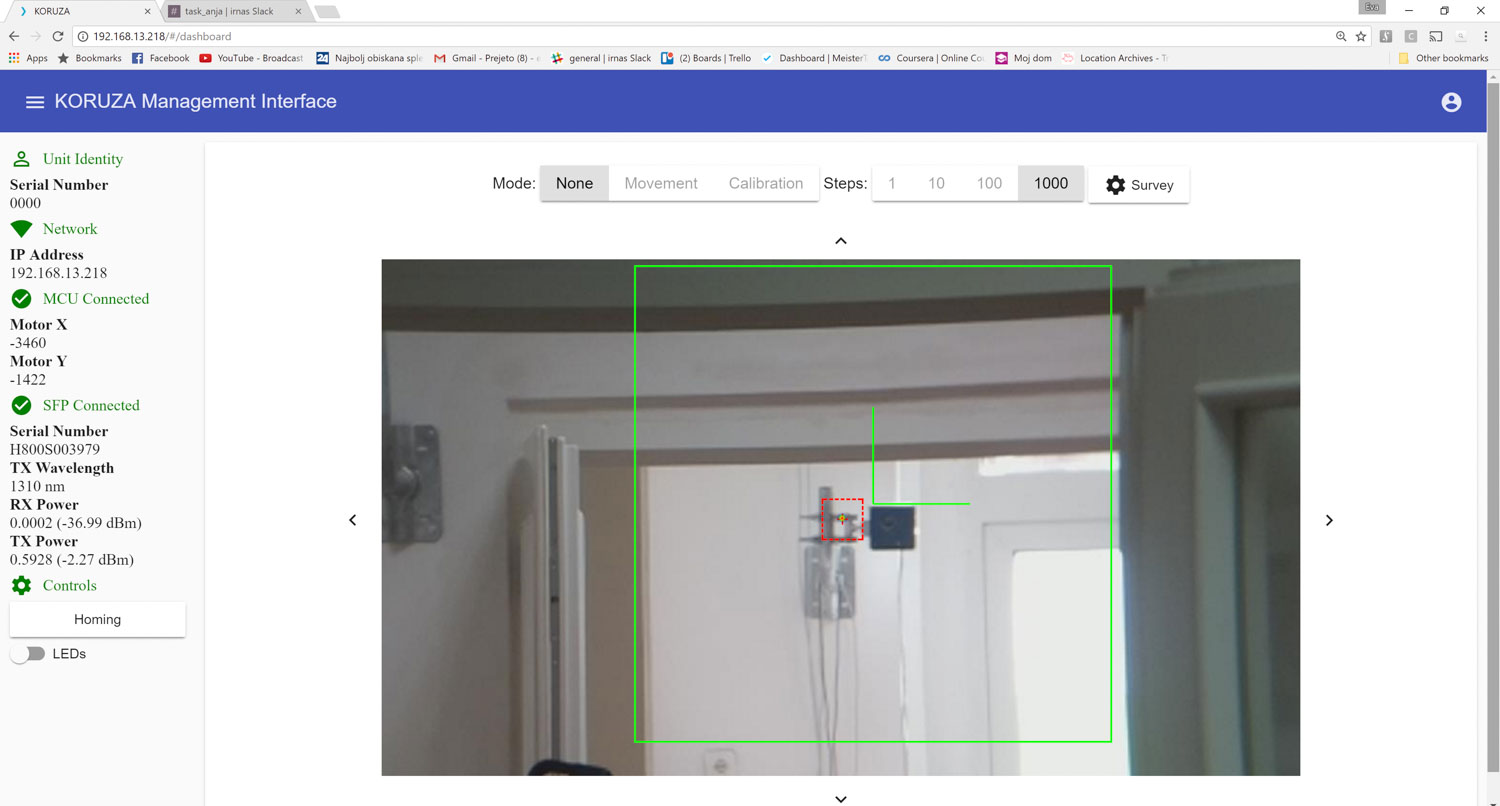 KORUZA
task_anja | irnas Slack
Eva
192.168.13.218/#/dashboard
Apps
Bookmarks
Facebook
YouTube - Broadcast
24
Najbolj obiskana sple
Gmail - Prejeto (8) - e
general | irnas Slack
(2) Boards | Trello
Dashboard | MeisterT
Coursera | Online Cou
Moj dom
Location Archives - Tr
Other bookmarks
KORUZA Management Interface
Unit Identity
Serial Number
0000
Network
IP Address
192.168.13.218
MCU Connected
Motor X
-3460
Motor Y
-1422
SFP Connected
Serial Number
H800S003979
TX Wavelength
1310 nm
RX Power
0.0002 (-36.99 dBm)
TX Power
0.5928 (-2.27 dBm)
Controls
Homing
LEDs
Mode: None Movement Calibration Steps: 1 10 100 1000 Survey